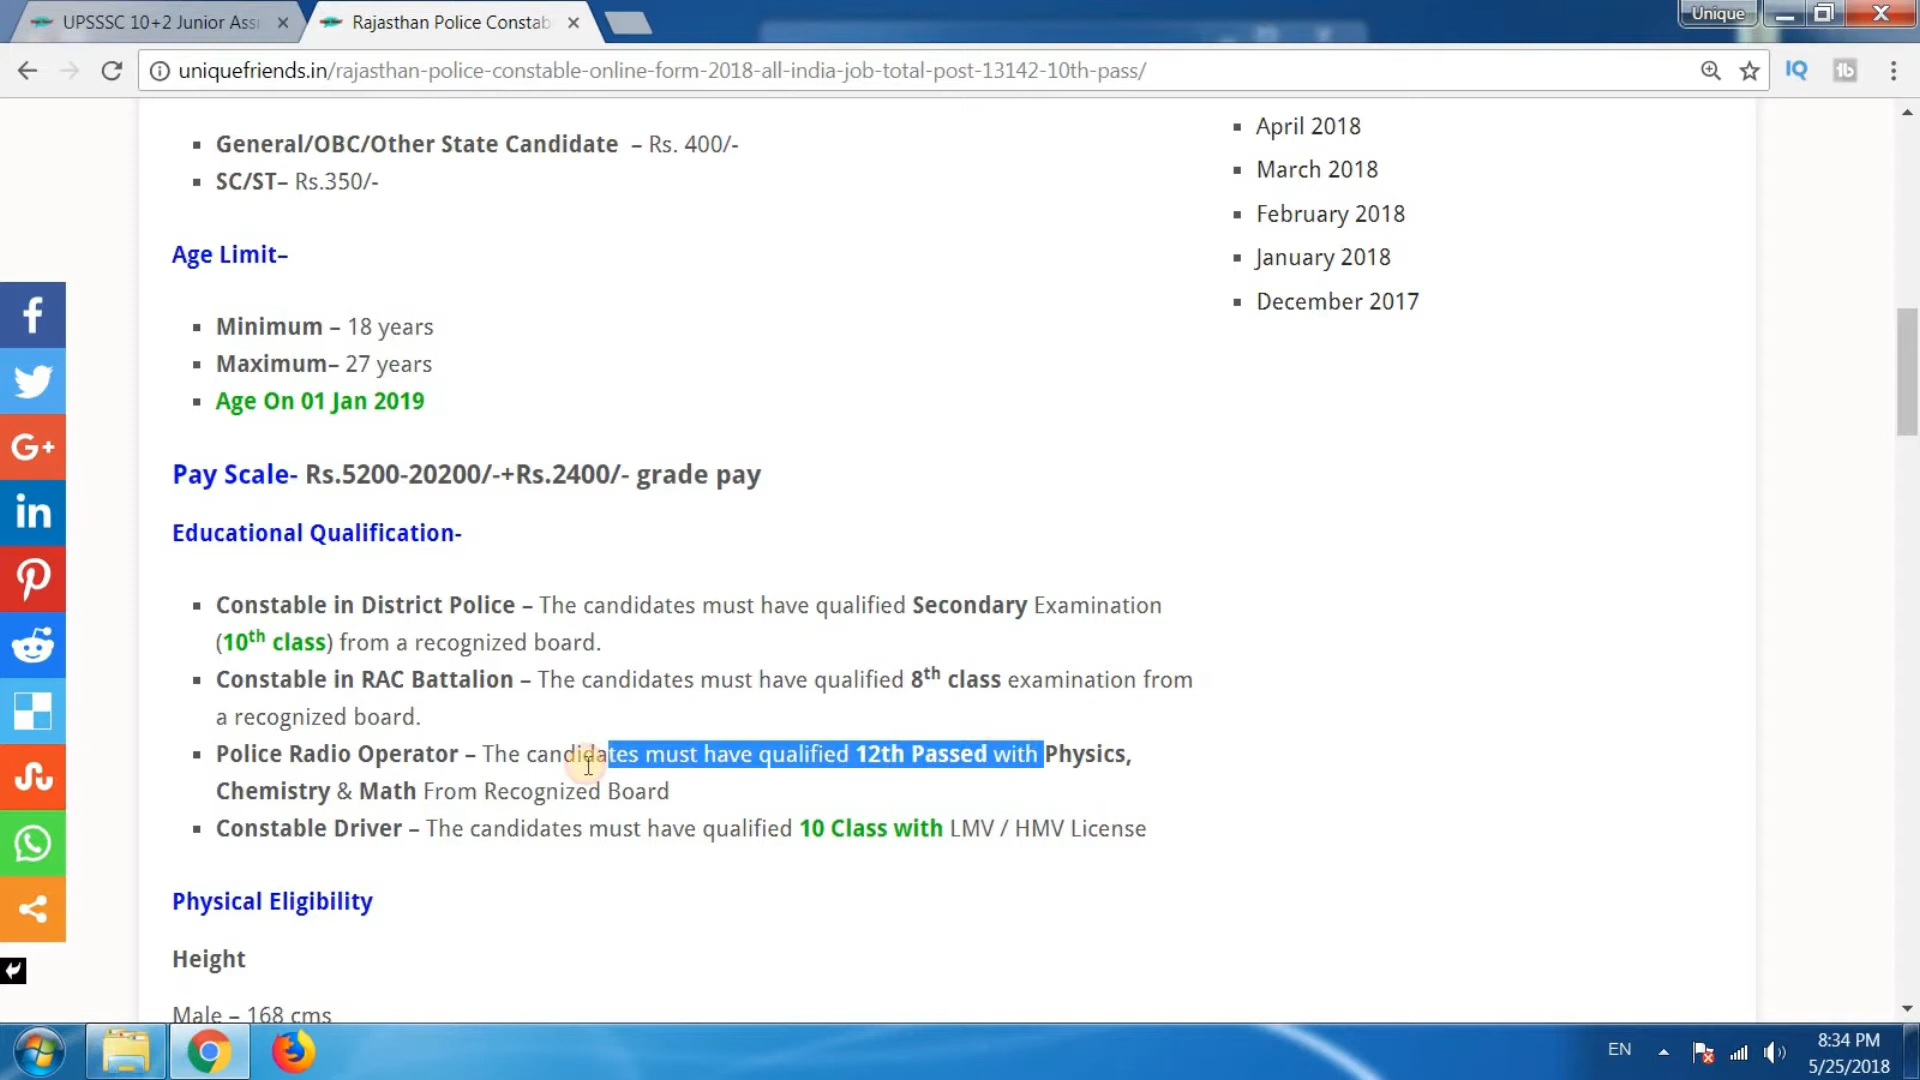 UPSSSC 10+2 Junior Assi
Rajasthan Police Constab
Unique
uniquefriends.in/rajasthan-police-constable-online-form-2018-all-india-job-total-post-13142-10th-pass/
General/OBC/Other State Candidate – Rs. 400/-
SC/ST– Rs.350/-
Age Limit–
Minimum – 18 years
Maximum– 27 years
Age On 01 Jan 2019
Pay Scale- Rs.5200-20200/-+Rs.2400/- grade pay
Educational Qualification-
Constable in District Police – The candidates must have qualified Secondary Examination
(10th class) from a recognized board.
Constable in RAC Battalion – The candidates must have qualified 8th class examination from
a recognized board.
Police Radio Operator – The candidates must have qualified 12th Passed with Physics,
Chemistry & Math From Recognized Board
Constable Driver – The candidates must have qualified 10 Class with LMV / HMV License
Physical Eligibility
Height
Male – 168 cms
April 2018
March 2018
February 2018
January 2018
December 2017
f
G+
in
IQ
EN
8:34 PM
5/25/2018